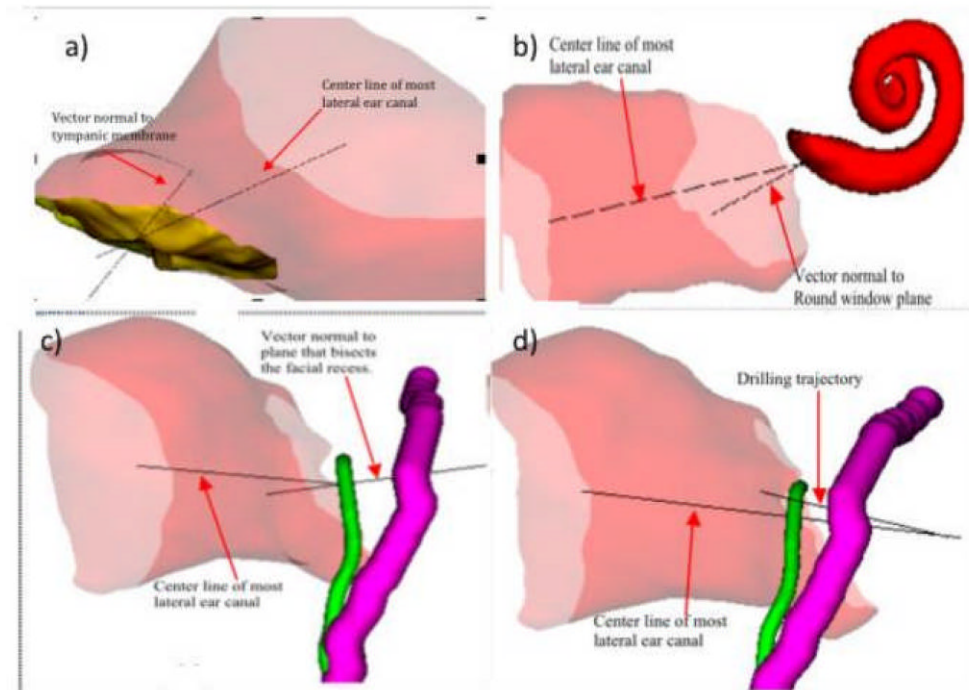 a)
Center line of most
lateral ear canal
Vector normal to
tympanic membrane
b)
Center line of most
lateral ear canal
Vector normal to
Round window plane
c)
Vector normal to
plane that bisects
the facial recess.
Center line of most
lateral ear canal
d)
Drilling trajectory
Center line of most
lateral ear canal